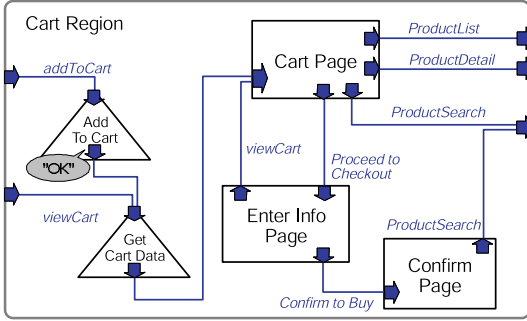 Cart Region
addToCart
Add
To Cart
"OK"
viewCart
Get
Cart Data
Cart Page
ProductList
ProductDetail
ProductSearch
viewCart
Proceed to
Checkout
Enter Info
Page
ProductSearch
Confirm to Buy
Confirm
Page